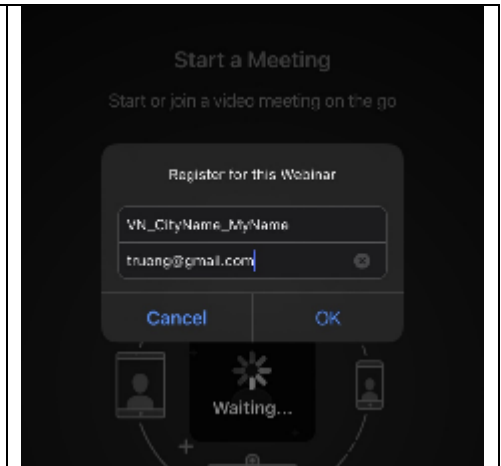 Start a Meeting
Start or join a video meeting on the go
Register for this Webinar
VN_CityName_MyName
truong@gmail.com
Cancel
OK
Waiting...